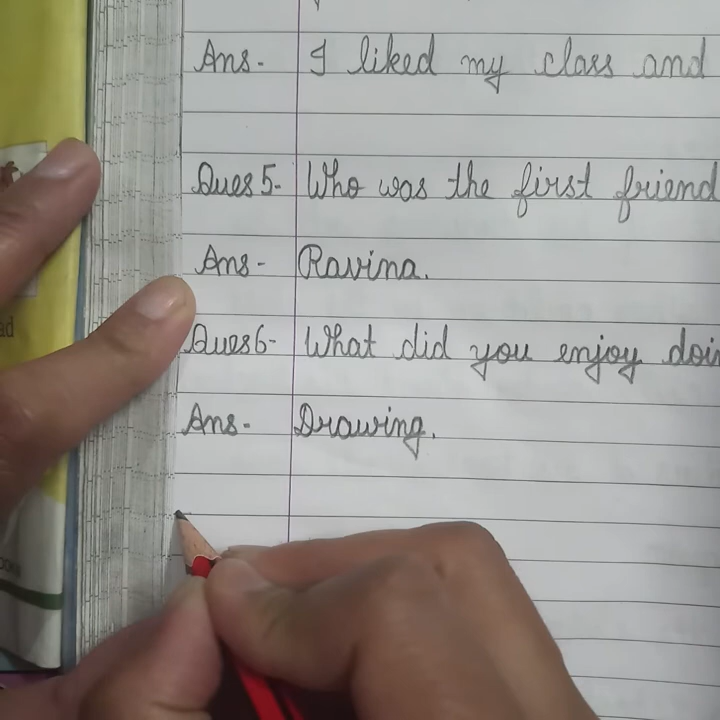 Ans- I liked my class and
Ques 5- Who was the first friend
Ans- Ravina.
Ques 6- What did you enjoy
Ans- Drawing.